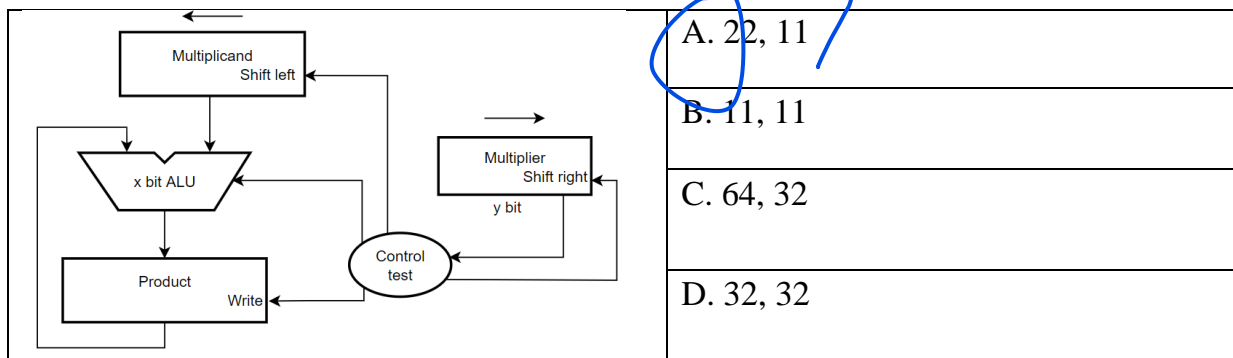 Multiplicand
Shift left
x bit ALU
Multiplier
Shift right
y bit
Control
test
Product
Write
A. 22, 11
B. 11, 11
C. 64, 32
D. 32, 32